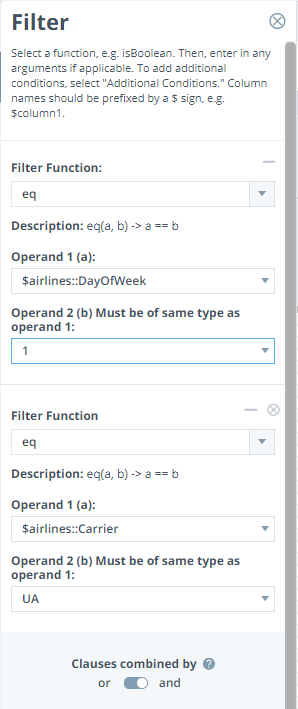 Filter
Select a function, e.g. isBoolean. Then, enter in any
arguments if applicable. To add additional
conditions, select "Additional Conditions." Column
names should be prefixed by a $ sign, e.g.
$column1.
Filter Function:
eq
Description: eq(a, b) -> a == b
Operand 1 (a):
$airlines::DayOfWeek
Operand 2 (b) Must be of same type as
operand 1:
1
Filter Function
eq
Description: eq(a, b) -> a == b
Operand 1 (a):
$airlines::Carrier
Operand 2 (b) Must be of same type as
operand 1:
UA
Clauses combined by ?
or and